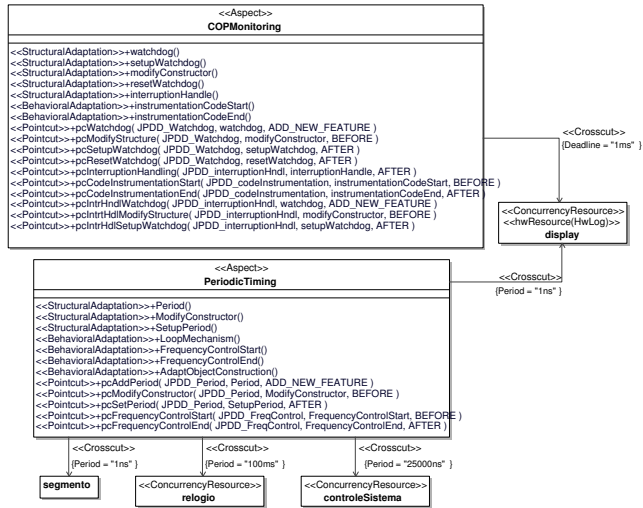 <<Aspect>>
COPMonitoring
<<StructuralAdaptation>>+watchdog()
<<StructuralAdaptation>>+setupWatchdog()
<<StructuralAdaptation>>+modifyConstructor()
<<StructuralAdaptation>>+resetWatchdog()
<<StructuralAdaptation>>+interruptionHandle()
<<BehavioralAdaptation>>+instrumentationCodeStart()
<<BehavioralAdaptation>>+instrumentationCodeEnd()
<<Pointcut>>+pcWatchdog( JPDD_Watchdog, watchdog, ADD_NEW_FEATURE )
<<Pointcut>>+pcModifyStructure( JPDD_Watchdog, modifyConstructor, BEFORE )
<<Pointcut>>+pcSetupWatchdog( JPDD_Watchdog, setupWatchdog, AFTER )
<<Pointcut>>+pcResetWatchdog( JPDD_Watchdog, resetWatchdog, AFTER )
<<Pointcut>>+pcInterruptionHandling( JPDD_interruptionHndl, interruptionHandle, AFTER )
<<Pointcut>>+pcCodeInstrumentationStart( JPDD_codeInstrumentation, instrumentationCodeStart, BEFORE )
<<Pointcut>>+pcCodeInstrumentationEnd( JPDD_codeInstrumentation, instrumentationCodeEnd, AFTER )
<<Pointcut>>+pcIntrHndlWatchdog( JPDD_interruptionHndl, watchdog, ADD_NEW_FEATURE )
<<Pointcut>>+pcIntrtHdlModifyStructure( JPDD_interruptionHndl, modifyConstructor, BEFORE )
<<Pointcut>>+pcIntrHdlSetupWatchdog( JPDD_interruptionHndl, setupWatchdog, AFTER )
<<Crosscut>>
{Deadline = "1ms" }
<<ConcurrencyResource>>
<<hwResource(HwLog)>>
display
<<Aspect>>
PeriodicTiming
<<StructuralAdaptation>>+Period()
<<StructuralAdaptation>>+ModifyConstructor()
<<StructuralAdaptation>>+SetupPeriod()
<<BehavioralAdaptation>>+LoopMechanism()
<<BehavioralAdaptation>>+FrequencyControlStart()
<<BehavioralAdaptation>>+FrequencyControlEnd()
<<BehavioralAdaptation>>+AdaptObjectConstruction()
<<Pointcut>>+pcAddPeriod( JPDD_Period, Period, ADD_NEW_FEATURE )
<<Pointcut>>+pcModifyConstructor( JPDD_Period, ModifyConstructor, BEFORE )
<<Pointcut>>+pcSetPeriod( JPDD_Period, SetupPeriod, AFTER )
<<Pointcut>>+pcFrequencyControlStart( JPDD_FreqControl, FrequencyControlStart, BEFORE )
<<Pointcut>>+pcFrequencyControlEnd( JPDD_FreqControl, FrequencyControlEnd, AFTER )
<<Crosscut>>
{Period = "1ns" }
<<Crosscut>>
{Period = "1ns" }
<<Crosscut>>
{Period = "100ms" }
<<Crosscut>>
{Period = "25000ns" }
segmento
<<ConcurrencyResource>>
relogio
<<ConcurrencyResource>>
controleSistema